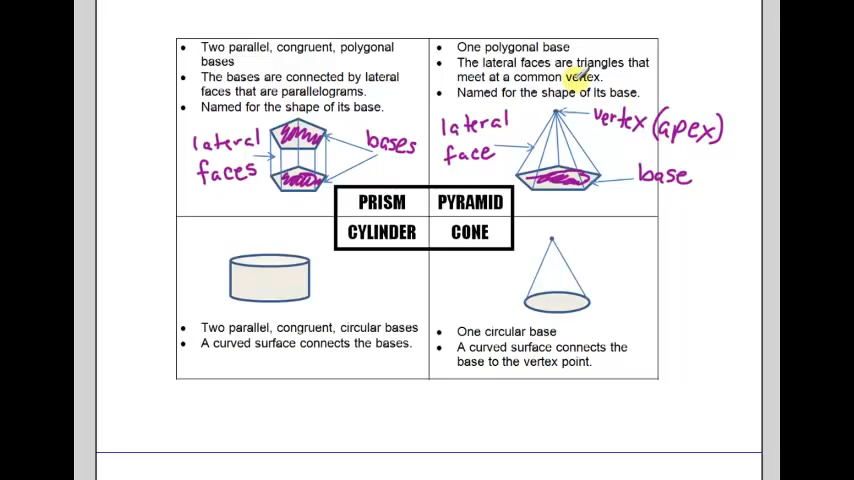 • Two parallel, congruent, polygonal
bases
• The bases are connected by lateral
faces that are parallelograms.
• Named for the shape of its base.
lateral
faces
bases
• One polygonal base
• The lateral faces are triangles that
meet at a common vertex.
• Named for the shape of its base.
lateral
face
vertex (apex)
base
PRISM
PYRAMID
CYLINDER
CONE
• Two parallel, congruent, circular bases
• A curved surface connects the bases.
• One circular base
• A curved surface connects the
base to the vertex point.